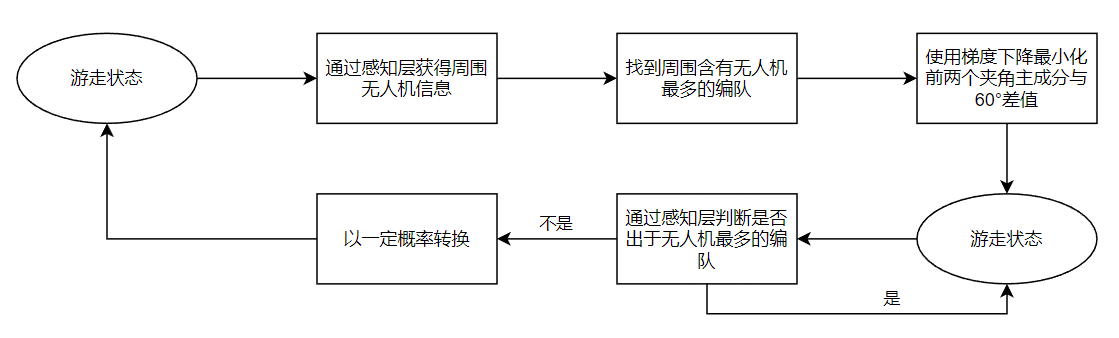 游走状态
通过感知层获得周围
无人机信息
找到周围含有无人机
最多的编队
使用梯度下降最小化
前两个夹角主成分与
60°差值
以一定概率转换
不是
通过感知层判断是否
出于无人机最多的编
队
游走状态
是